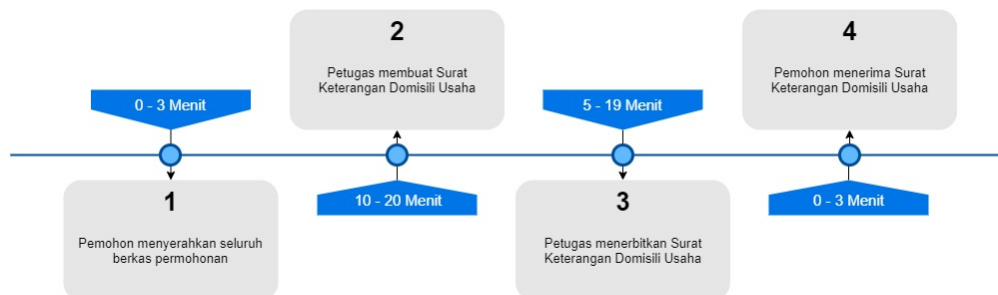 0 - 3 Menit
1
Pemohon menyerahkan seluruh
berkas permohonan
2
Petugas membuat Surat
Keterangan Domisili Usaha
10 - 20 Menit
5 - 19 Menit
3
Petugas menerbitkan Surat
Keterangan Domisili Usaha
4
Pemohon menerima Surat
Keterangan Domisili Usaha
0 - 3 Menit